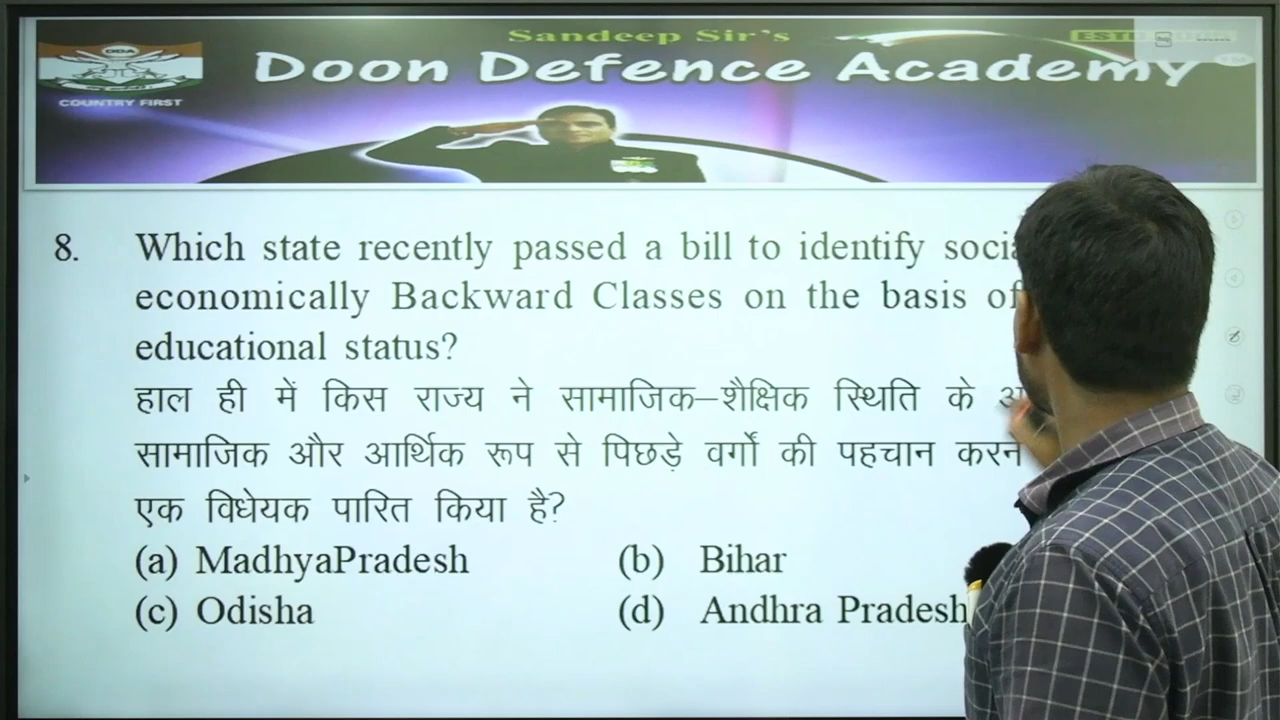 Sandeep Sir's
Doon Defence Academy
DDA
COUNTRY FIRST
8. Which state recently passed a bill to identify
economically Backward Classes on the basis of
educational status?
हाल ही में किस राज्य ने सामाजिक–शैक्षिक स्थिति के
सामाजिक और आर्थिक रूप से पिछड़े वर्गों की पहचान करने
एक विधेयक पारित किया है?
(a) MadhyaPradesh (b) Bihar
(c) Odisha (d) Andhra Pradesh